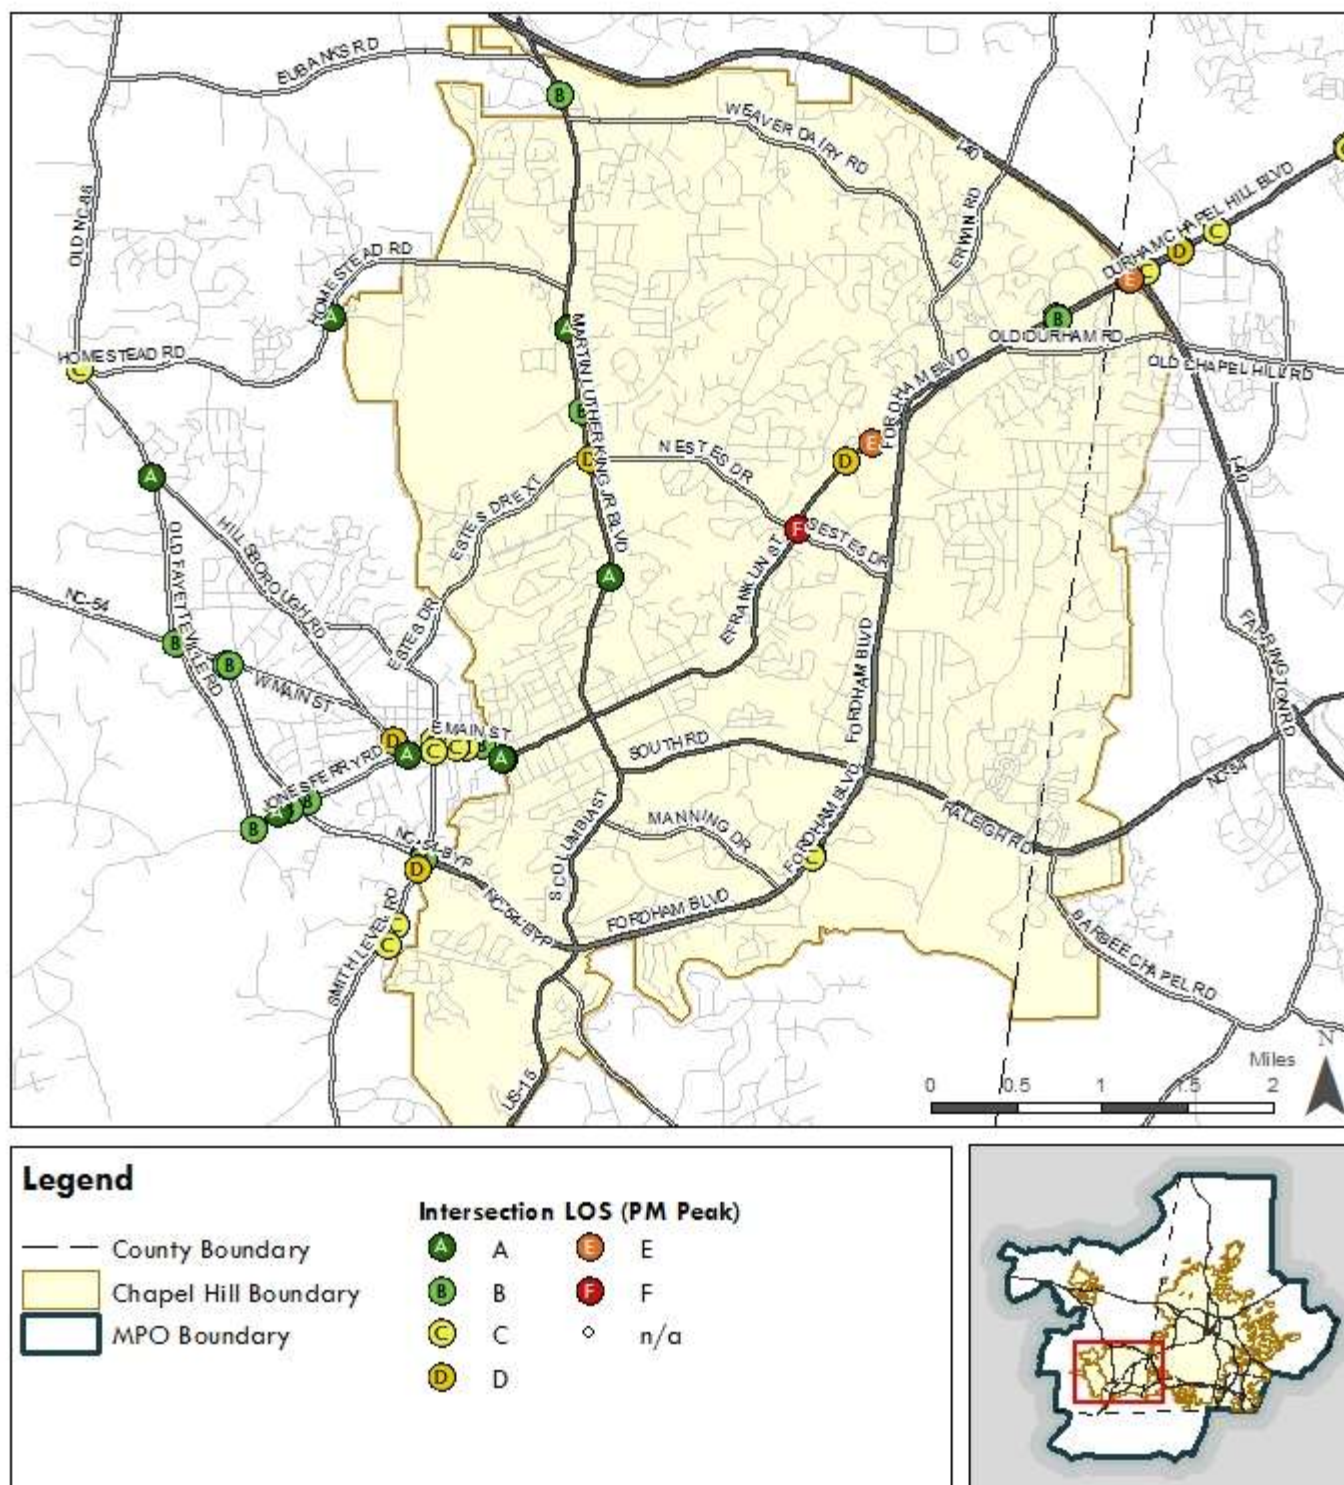 EUBANKS RD
B
WEAVER DAIRY RD
I-40
OLD NC-86
ERWIN RD
DURHAM CHAPEL HILL BLVD
C
D
E
HOMESTEAD RD
A
A
B
OLD DURHAM RD
HOMESTEAD RD
C
OLD CHAPEL HILL RD
MARTIN LUTHER KING JR BLVD
FORDHAM BLVD
B
E
D
D
N ESTES DR
A
I-40
ESTES DR EXT
HILLSBOROUGH RD
OLD FAYETTEVILLE RD
F
S ESTES DR
A
E FRANKLIN ST
NC-54
ESTES DR
FARRINGTON RD
B
B
W MAIN ST
FORDHAM BLVD
E MAIN ST
D
A
C
C
B
A
SOUTH RD
JONES FERRY RD
NC-54
B
A
B
FORDHAM BLVD
S COLUMBIA ST
MANNING DR
RALEIGH RD
NC-54-BYP
D
C
NC-54-BYP
FORDHAM BLVD
SMITH LEVEL RD
C
C
BARBEE CHAPEL RD
US-15
N
Miles
0 0.5 1 1.5 2
Legend
County Boundary
Chapel Hill Boundary
MPO Boundary
Intersection LOS (PM Peak)
A A
B B
C C
D D
E E
F F
n/a